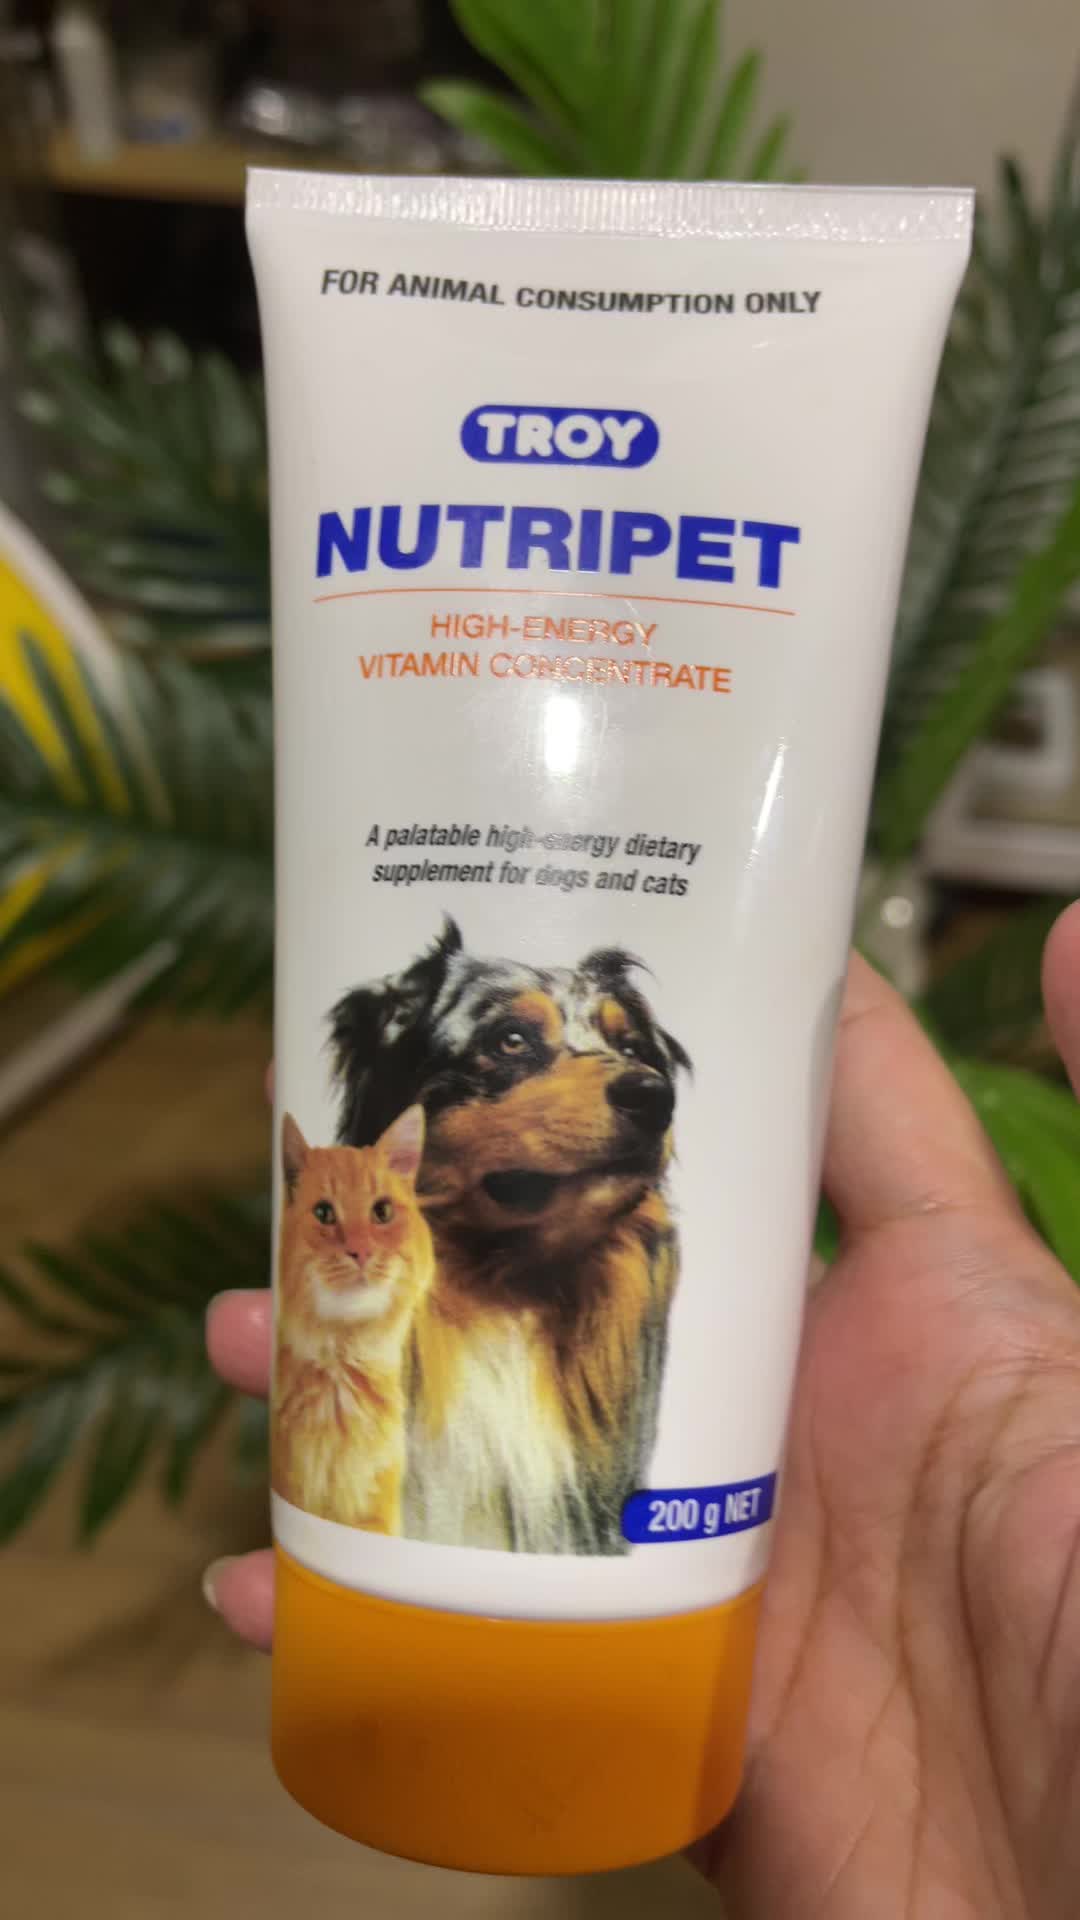 FOR ANIMAL CONSUMPTION ONLY
TROY
NUTRIPET
HIGH-ENERGY
VITAMIN CONCENTRATE
A palatable high-energy dietary
supplement for dogs and cats
200 g NET